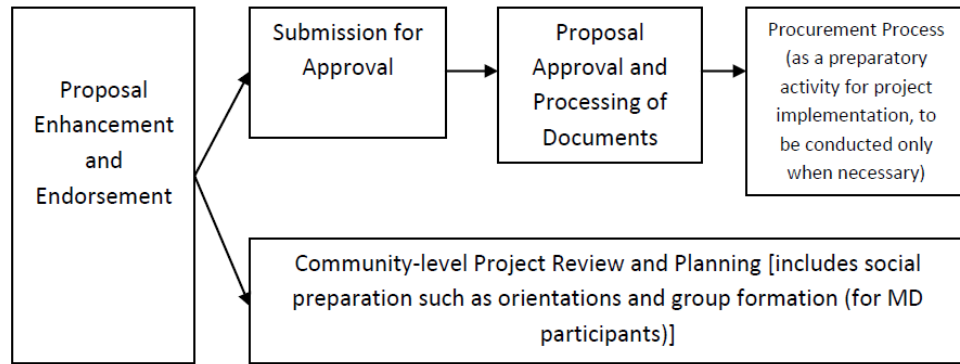 Proposal
Enhancement
and
Endorsement
Submission for
Approval
Proposal
Approval and
Processing of
Documents
Procurement Process
(as a preparatory
activity for project
implementation, to
be conducted only
when necessary)
Community-level Project Review and Planning [includes social
preparation such as orientations and group formation (for MD
participants)]